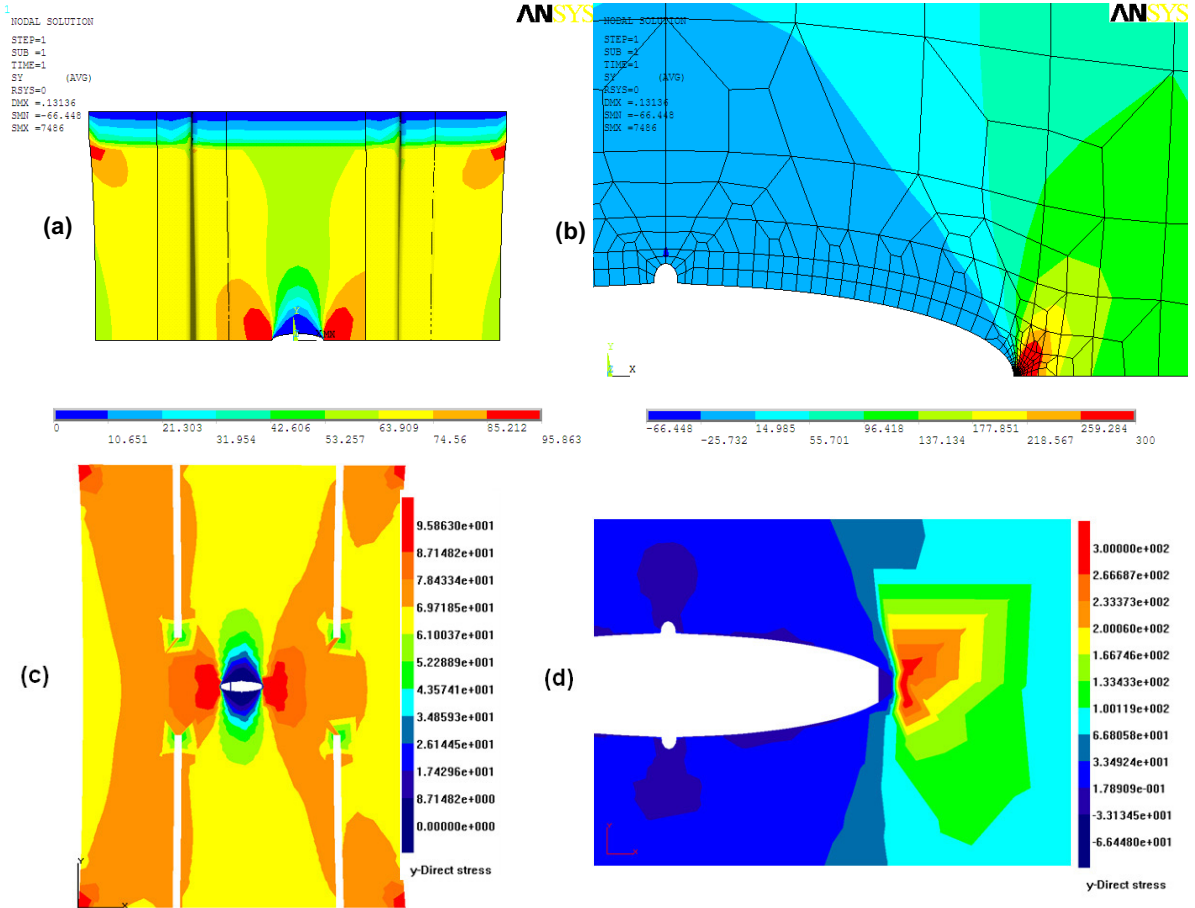 1
NODAL SOLUTION
STEP=1
SUB =1
TIME=1
SY (AVG)
RSYS=0
DMX =.13136
SMN =-66.448
SMX =7486
ANSYS
(a)
Y
Z
X
MX
NODAL SOLUTION
STEP=1
SUB =1
TIME=1
SY (AVG)
RSYS=0
DMX =.13136
SMN =-66.448
SMX =7486
ANSYS
(b)
Y
Z
X
0 21.303 42.606 63.909 85.212
10.651 31.954 53.257 74.56 95.863
-66.448 14.985 96.418 177.851 259.284
-25.732 55.701 137.134 218.567 300
(c)
9.58630e+001
8.71482e+001
7.84334e+001
6.97185e+001
6.10037e+001
5.22889e+001
4.35741e+001
3.48593e+001
2.61445e+001
1.74296e+001
8.71482e+000
0.00000e+000
y-Direct stress
Y
X
(d)
3.00000e+002
2.66687e+002
2.33373e+002
2.00060e+002
1.66746e+002
1.33433e+002
1.00119e+002
6.68058e+001
3.34924e+001
1.78909e-001
-3.31345e+001
-6.64480e+001
y-Direct stress
Y
X